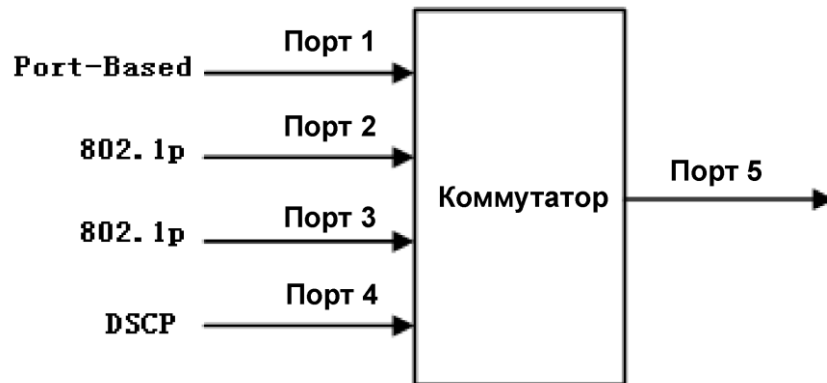 Порт 1
Port-Based
Порт 2
802.1p
Порт 3
802.1p
Порт 4
DSCP
Коммутатор
Порт 5